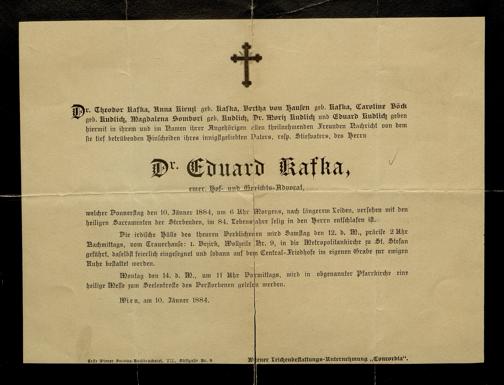 Dr. Theodor Kafka, Anna Kienzl geb. Kafka, Bertha von Hausen geb. Kafka, Caroline Böck
geb. Kudlich, Magdalena Sombori geb. Kudlich, Dr. Moriz Kudlich und Eduard Kudlich geben
hiermit in ihrem und im Namen ihrer Angehörigen allen theilnehmenden Freunden Nachricht von dem
sie tief betrübenden Hinscheiden ihres innigstgeliebten Vaters, resp. Stiefvaters, des Herrn
Dr. Eduard Kafka,
emer. Hof- und Gerichts-Advocat,
welcher Donnerstag den 10. Jänner 1884, um 6 Uhr Morgens, nach längerem Leiden, versehen mit den
heiligen Sacramenten der Sterbenden, im 84. Lebensjahre selig in den Herrn entschlafen ist.
Die irdische Hülle des theuren Verblichenen wird Samstag den 12. d. M., präcise 2 Uhr
Nachmittags, vom Trauerhause: 1. Bezirk, Wollzeile Nr. 9, in die Metropolitankirche zu St. Stefan
geführt, daselbst feierlich eingesegnet und sodann auf dem Central-Friedhofe im eigenen Grabe zur ewigen
Ruhe bestattet werden.
Montag den 14. d. M., um 11 Uhr Vormittags, wird in obgenannter Pfarrkirche eine
heilige Messe zum Seelentroste des Verstorbenen gelesen werden.
Wien, am 10. Jänner 1884.
Wiener Leichenbestattungs-Unternehmung „Concordia“.